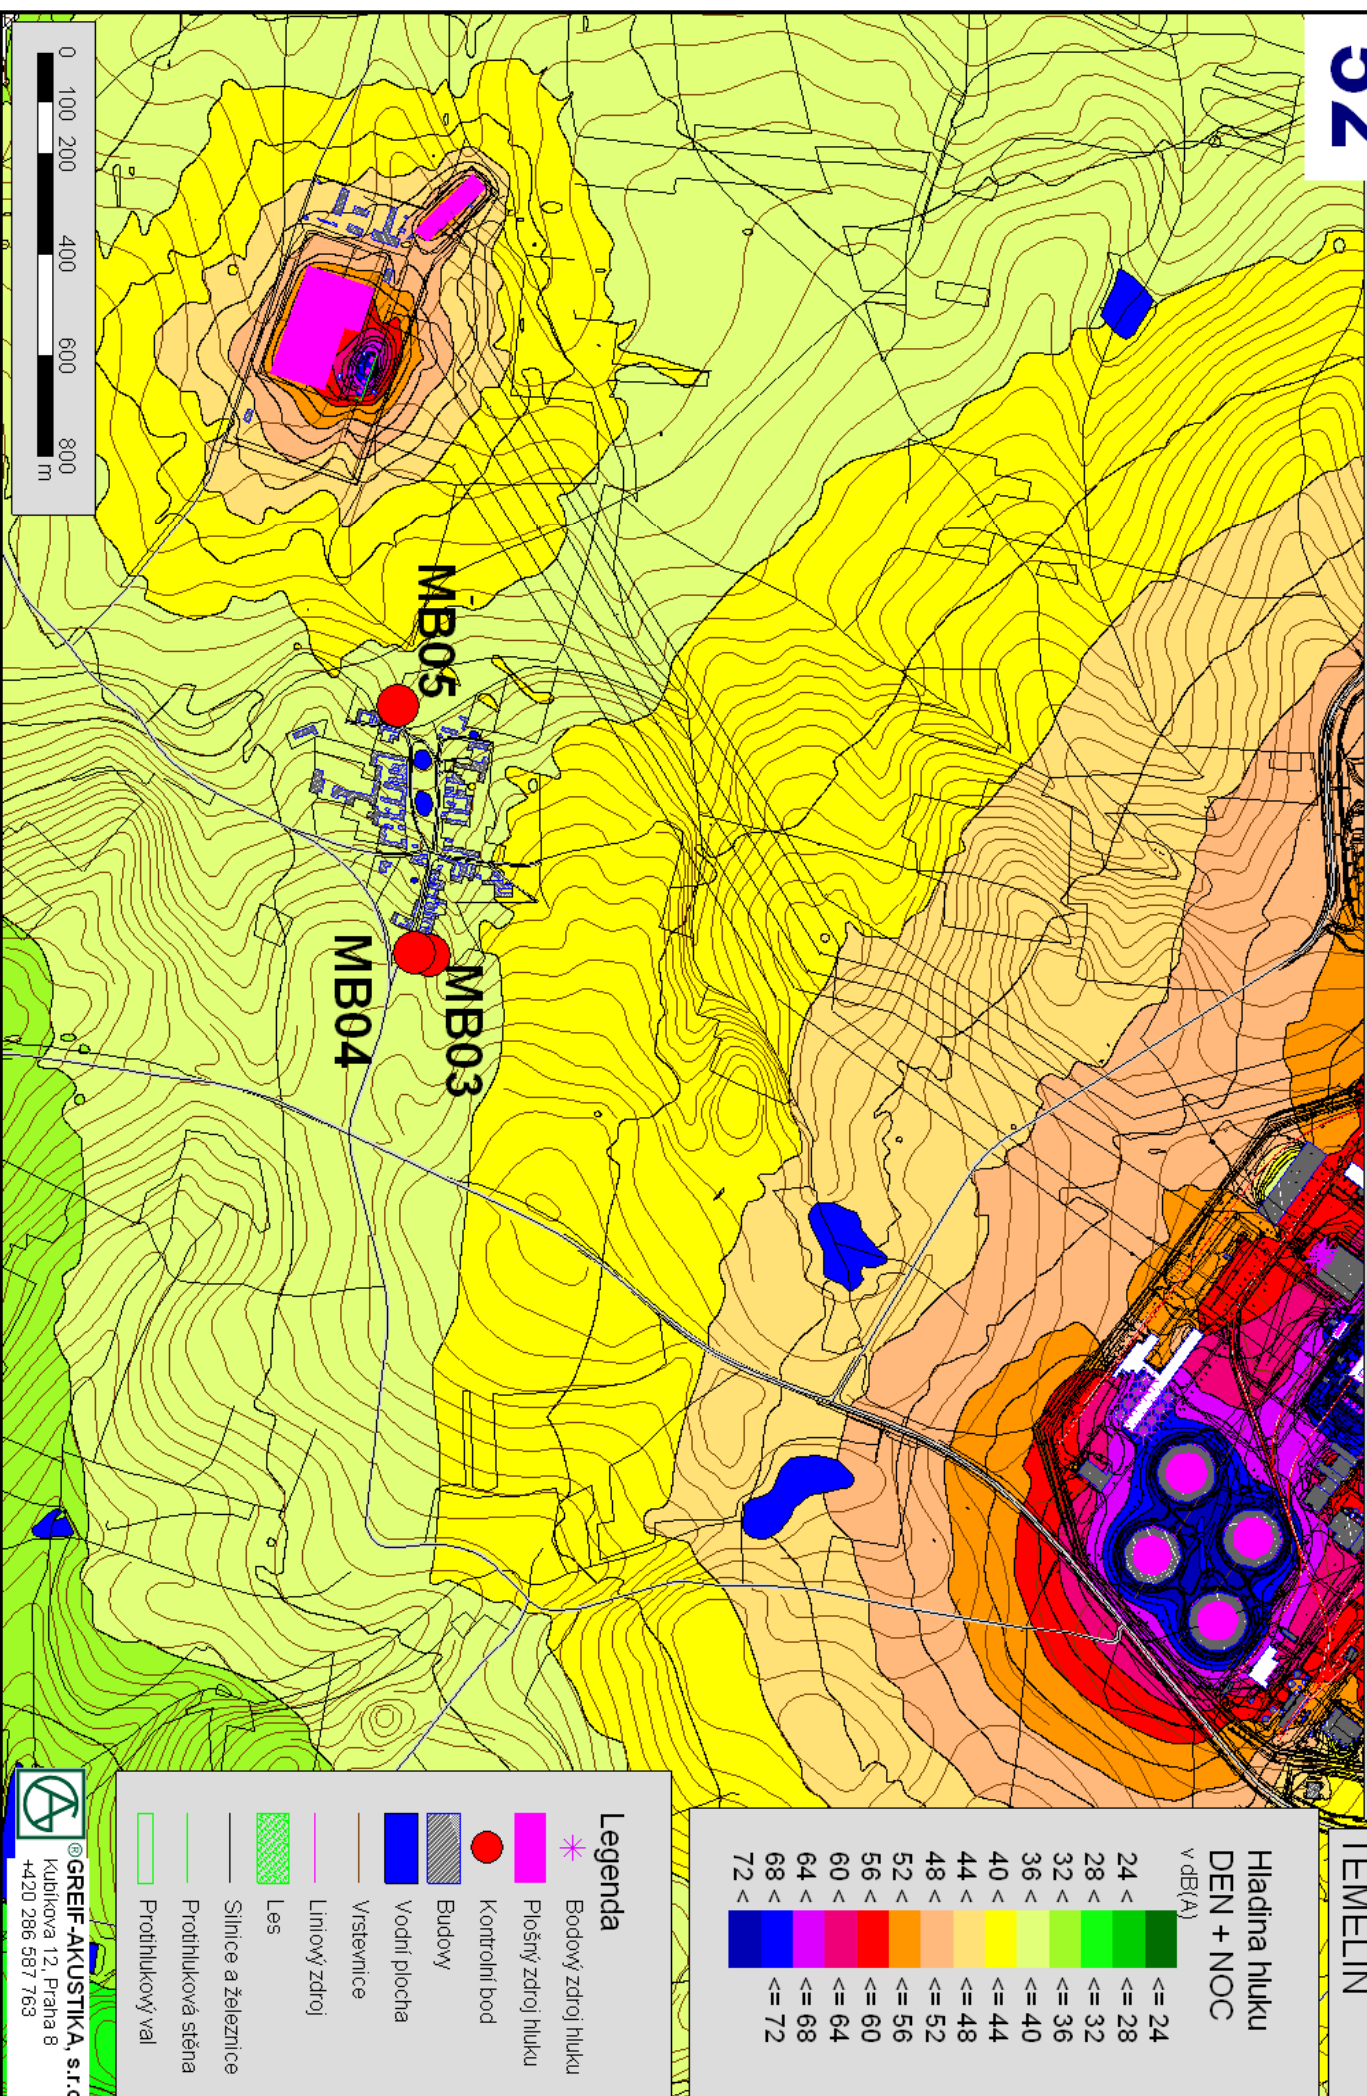 52
TEMELIN
Hladina hluku
DEN + NOC
v dB(A)
<= 24
24 < <= 28
28 < <= 32
32 < <= 36
36 < <= 40
40 < <= 44
44 < <= 48
48 < <= 52
52 < <= 56
56 < <= 60
60 < <= 64
64 < <= 68
68 < <= 72
72 <
MB05
MB03
MB04
Legenda
Bodový zdroj hluku
Plošný zdroj hluku
Kontrolní bod
Budovy
Vodní plocha
Vrstevnice
Liniový zdroj
Les
Silnice a železnice
Protihluková stěna
Protihlukový val
0 100 200 400 600 800
m
®GREIF-AKUSTIKA, s.r.o
Kubíkova 12, Praha 8
+420 286 587 763